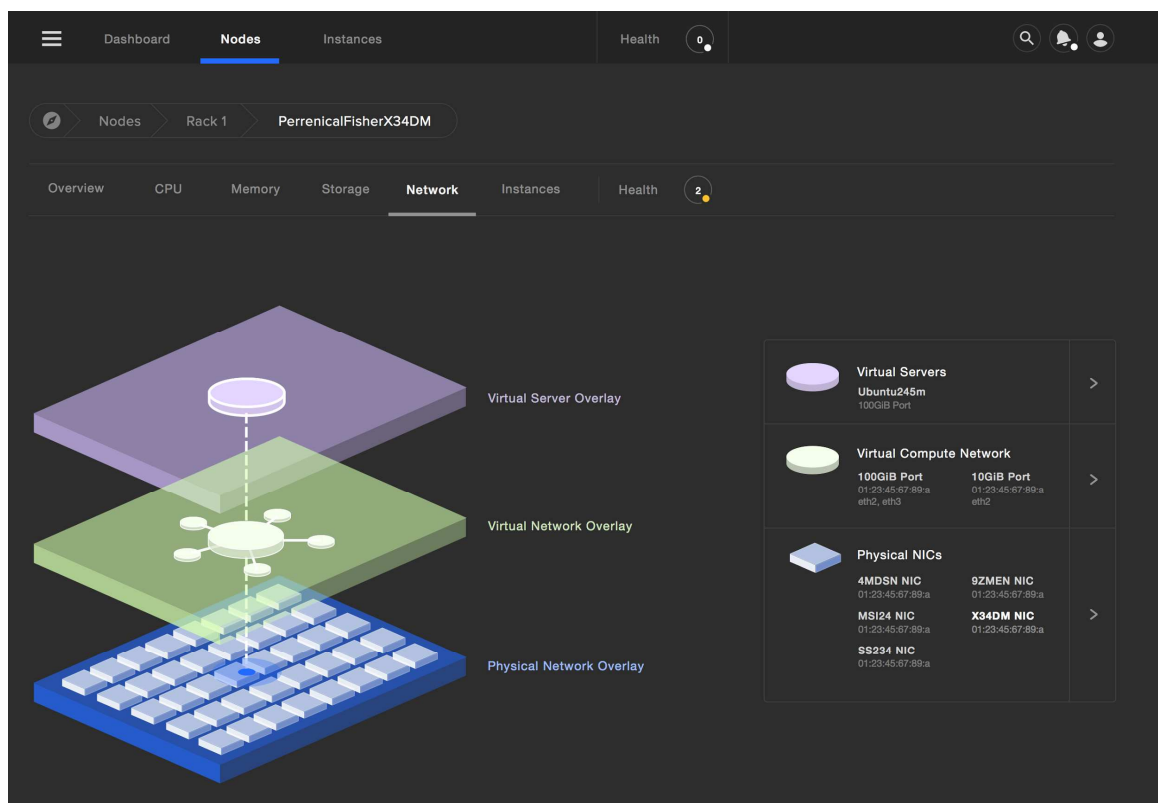 Dashboard Nodes Instances Health 0
Nodes Rack 1 PerrenicalFisherX34DM
Overview CPU Memory Storage Network Instances Health 2
Virtual Server Overlay
Virtual Network Overlay
Physical Network Overlay
Virtual Servers
Ubuntu245m
100GiB Port
Virtual Compute Network
100GiB Port 10GiB Port
01:23:45:67:89:a 01:23:45:67:89:a
eth2, eth3 eth2
Physical NICs
4MDSN NIC 9ZMEN NIC
01:23:45:67:89:a 01:23:45:67:89:a
MSI24 NIC X34DM NIC
01:23:45:67:89:a 01:23:45:67:89:a
SS234 NIC
01:23:45:67:89:a